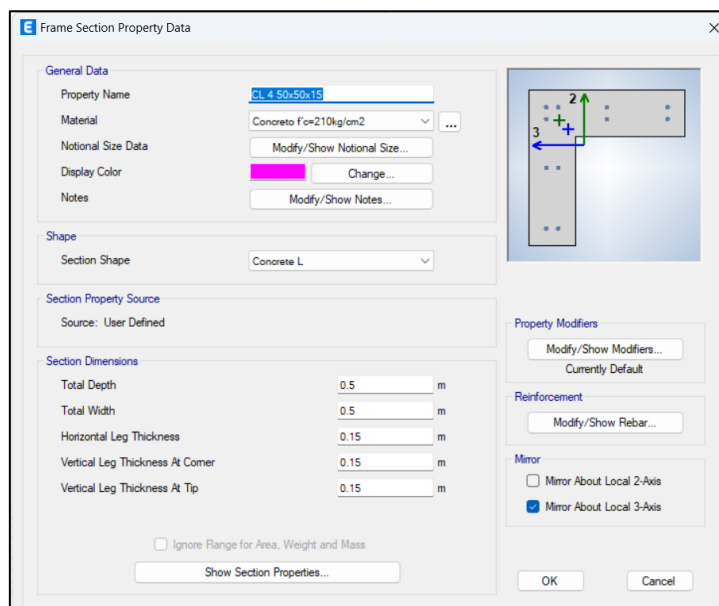 Frame Section Property Data
General Data
Property Name CL 4 50x50x15
Material Concreto f'c=210kg/cm2 ...
Notional Size Data Modify/Show Notional Size...
Display Color Change...
Notes Modify/Show Notes...
Shape
Section Shape Concrete L
Section Property Source
Source: User Defined
Section Dimensions
Total Depth 0.5 m
Total Width 0.5 m
Horizontal Leg Thickness 0.15 m
Vertical Leg Thickness At Corner 0.15 m
Vertical Leg Thickness At Tip 0.15 m
Ignore Flange for Area, Weight and Mass
Show Section Properties...
2
3
Property Modifiers
Modify/Show Modifiers...
Currently Default
Reinforcement
Modify/Show Rebar...
Mirror
Mirror About Local 2-Axis
Mirror About Local 3-Axis
OK Cancel